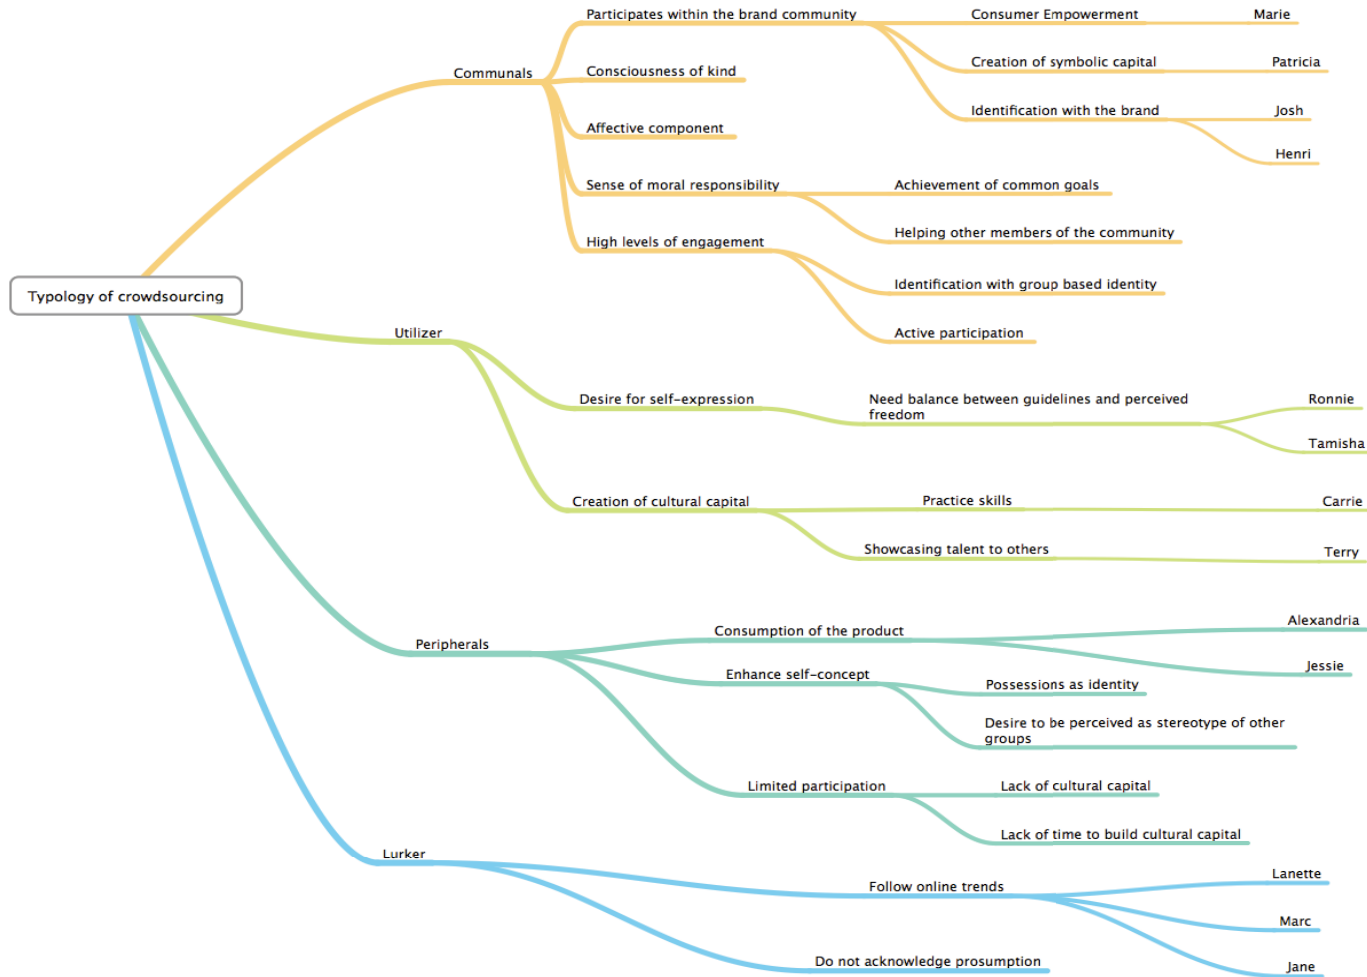 Typology of crowdsourcing
Communals
Participates within the brand community
Consumer Empowerment
Marie
Creation of symbolic capital
Patricia
Identification with the brand
Josh
Henri
Consciousness of kind
Affective component
Sense of moral responsibility
Achievement of common goals
Helping other members of the community
High levels of engagement
Identification with group based identity
Active participation
Utilizer
Desire for self-expression
Need balance between guidelines and perceived
freedom
Ronnie
Tamisha
Creation of cultural capital
Practice skills
Carrie
Showcasing talent to others
Terry
Peripherals
Consumption of the product
Alexandria
Jessie
Enhance self-concept
Possessions as identity
Desire to be perceived as stereotype of other
groups
Limited participation
Lack of cultural capital
Lack of time to build cultural capital
Lurker
Follow online trends
Lanette
Marc
Jane
Do not acknowledge prosumption